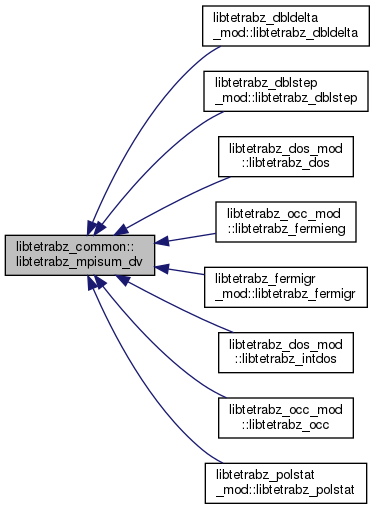 libtetrabz_dbldelta
_mod::libtetrabz_dbldelta
libtetrabz_dblstep
_mod::libtetrabz_dblstep
libtetrabz_dos_mod
::libtetrabz_dos
libtetrabz_occ_mod
::libtetrabz_fermieng
libtetrabz_common::
libtetrabz_mpisum_dv
libtetrabz_fermigr
_mod::libtetrabz_fermigr
libtetrabz_dos_mod
::libtetrabz_intdos
libtetrabz_occ_mod
::libtetrabz_occ
libtetrabz_polstat
_mod::libtetrabz_polstat